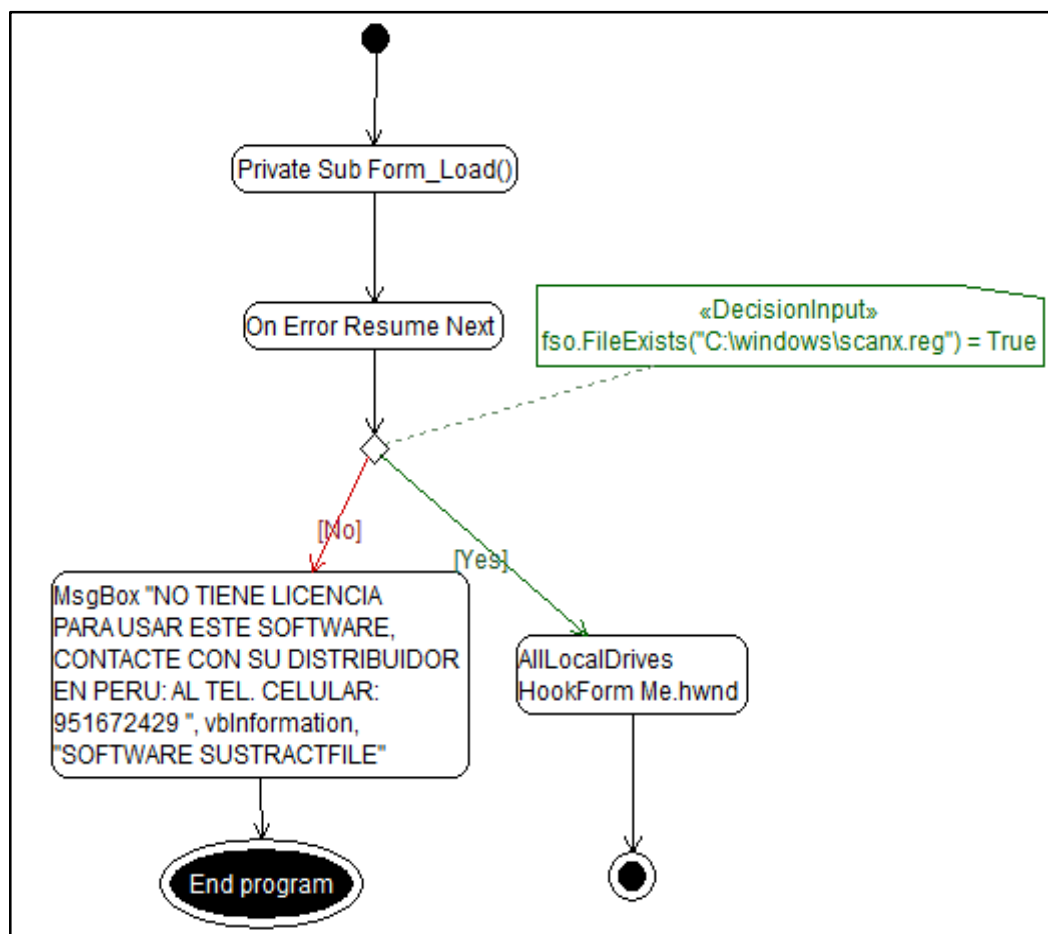 Private Sub Form_Load()
On Error Resume Next
«DecisionInput»
fso.FileExists("C:\windows\scanx.reg") = True
[No]
[Yes]
MsgBox "NO TIENE LICENCIA
PARA USAR ESTE SOFTWARE,
CONTACTE CON SU DISTRIBUIDOR
EN PERU: AL TEL. CELULAR:
951672429 ", vbInformation,
"SOFTWARE SUSTRACTFILE"
AllLocalDrives
HookForm Me.hwnd
End program